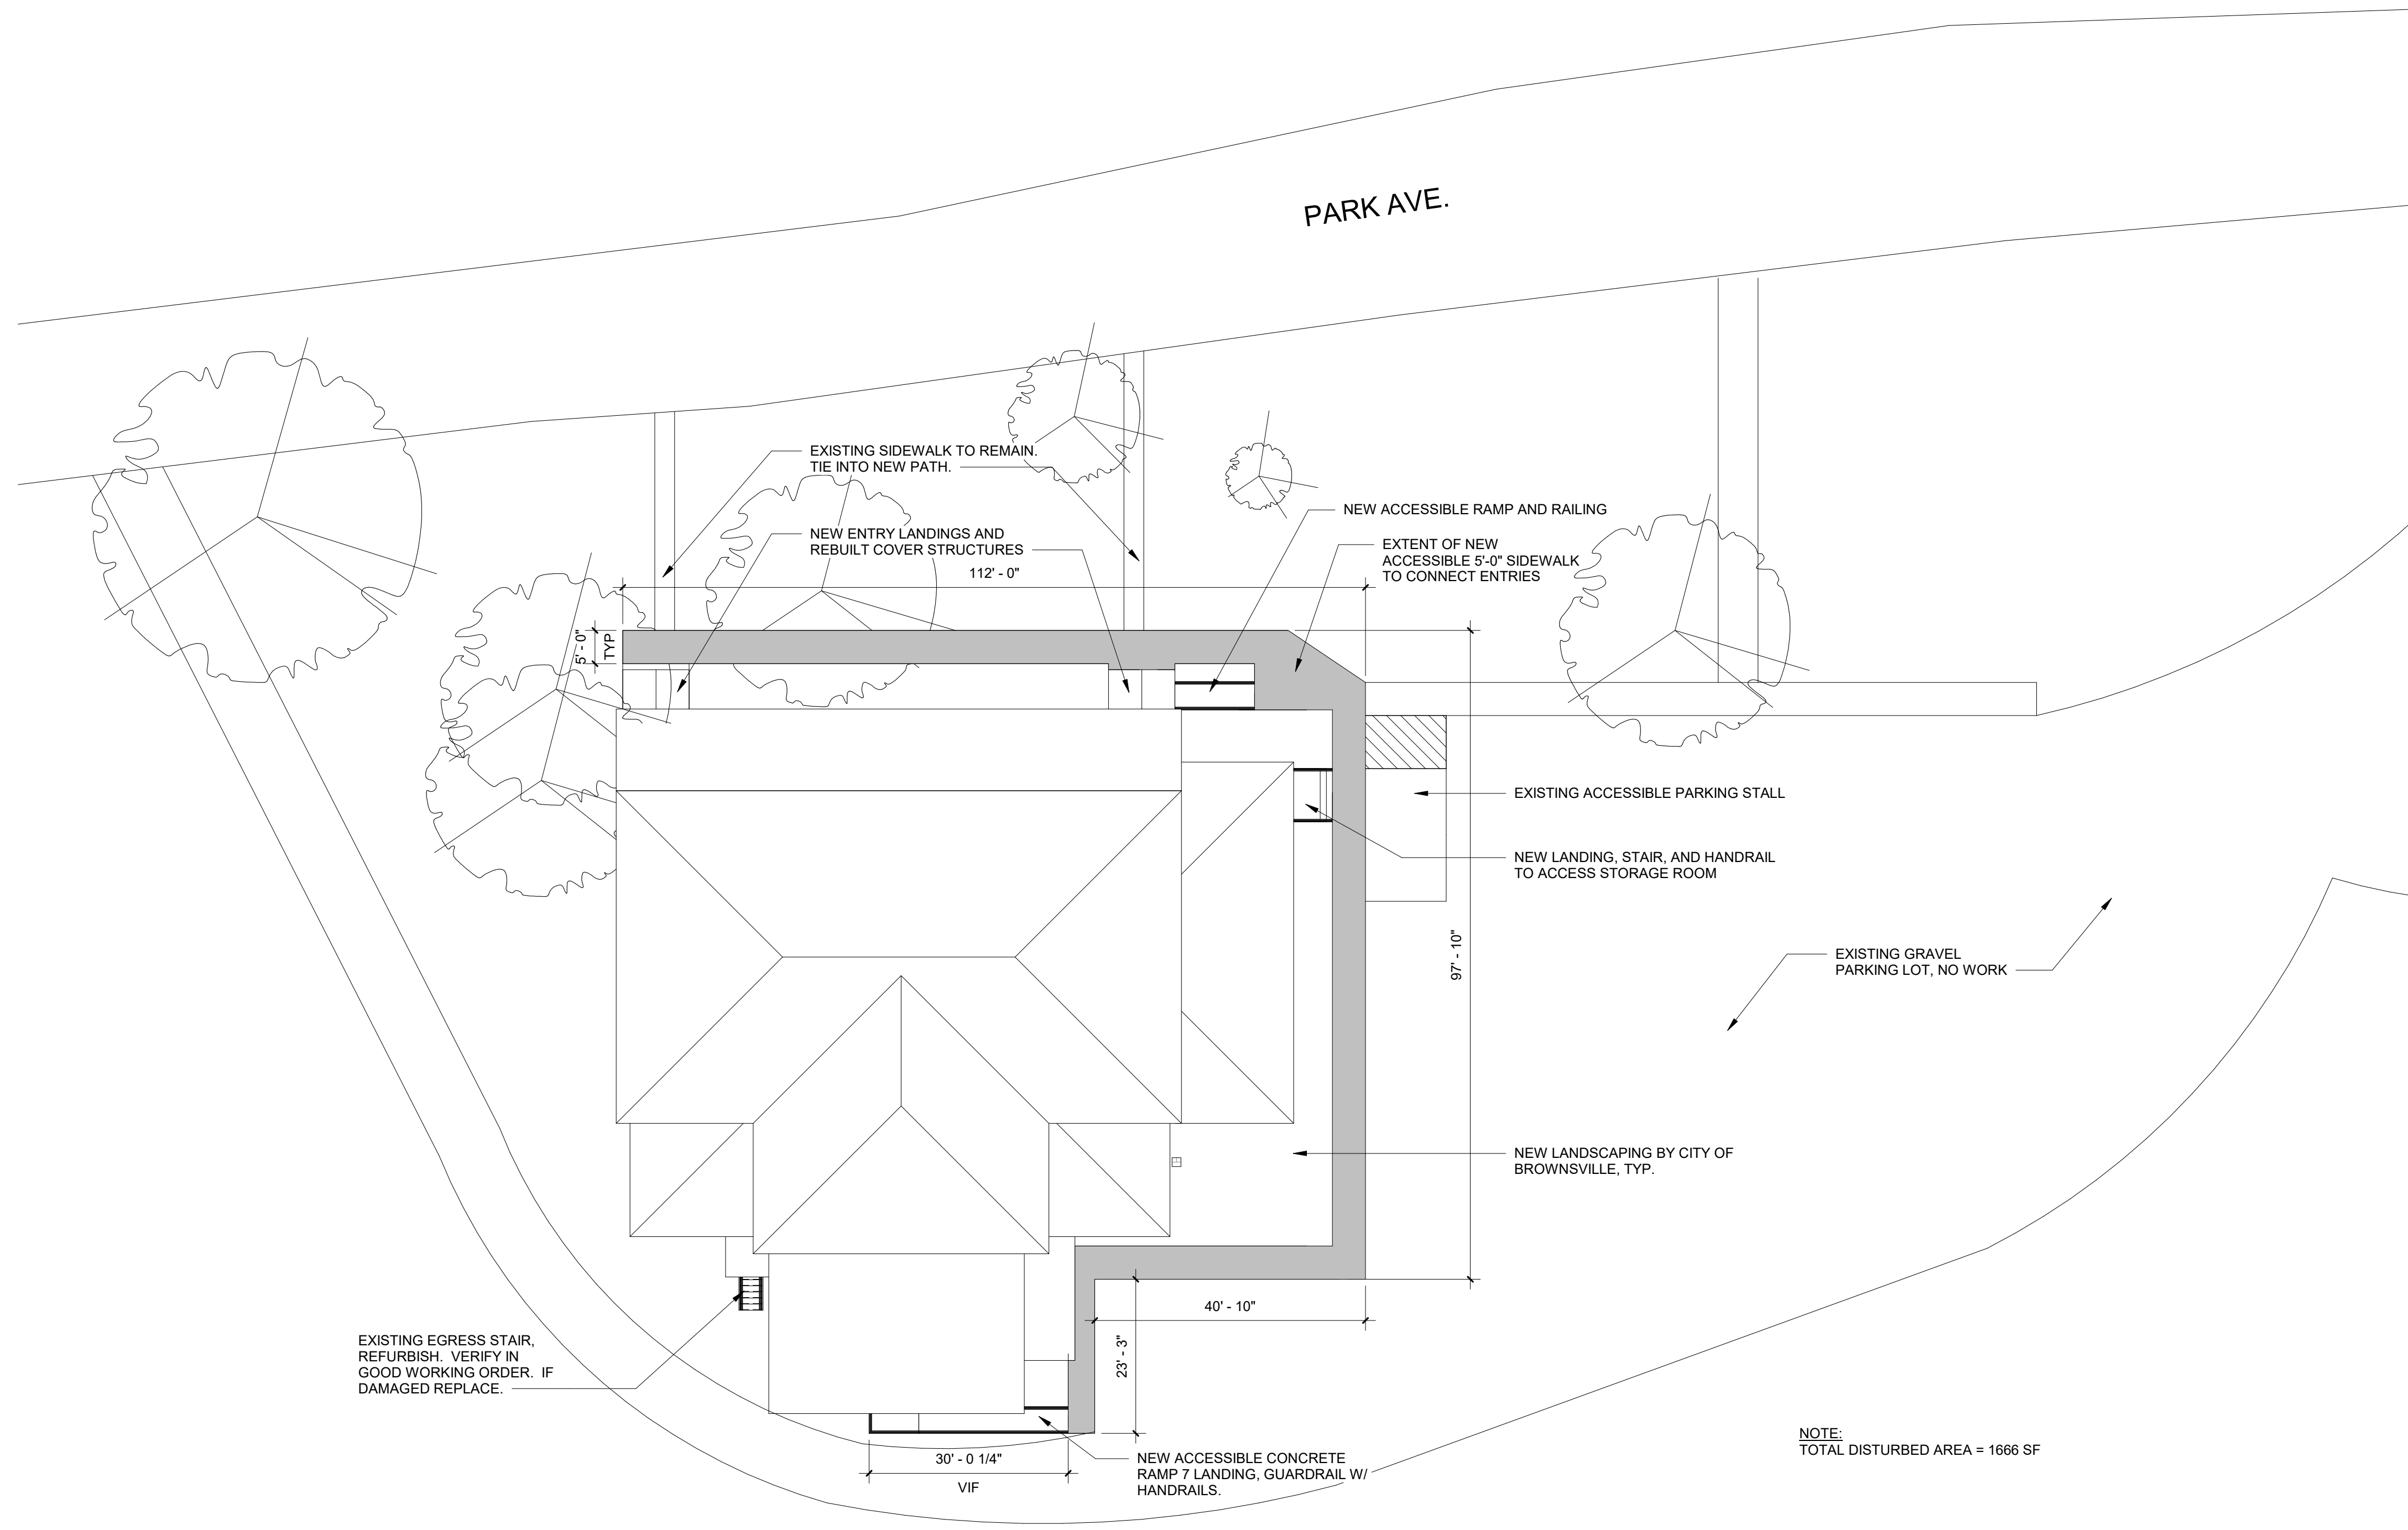 PARK AVE.
EXISTING SIDEWALK TO REMAIN.
TIE INTO NEW PATH.
NEW ENTRY LANDINGS AND
REBUILT COVER STRUCTURES
NEW ACCESSIBLE RAMP AND RAILING
EXTENT OF NEW
ACCESSIBLE 5'-0" SIDEWALK
TO CONNECT ENTRIES
112' - 0"
5' - 0"
TYP
EXISTING ACCESSIBLE PARKING STALL
NEW LANDING, STAIR, AND HANDRAIL
TO ACCESS STORAGE ROOM
97' - 10"
EXISTING GRAVEL
PARKING LOT, NO WORK
NEW LANDSCAPING BY CITY OF
BROWNSVILLE, TYP.
40' - 10"
23' - 3"
EXISTING EGRESS STAIR,
REFURBISH. VERIFY IN
GOOD WORKING ORDER. IF
DAMAGED REPLACE.
30' - 0 1/4"
VIF
NEW ACCESSIBLE CONCRETE
RAMP 7 LANDING, GUARDRAIL W/
HANDRAILS.
NOTE:
TOTAL DISTURBED AREA = 1666 SF